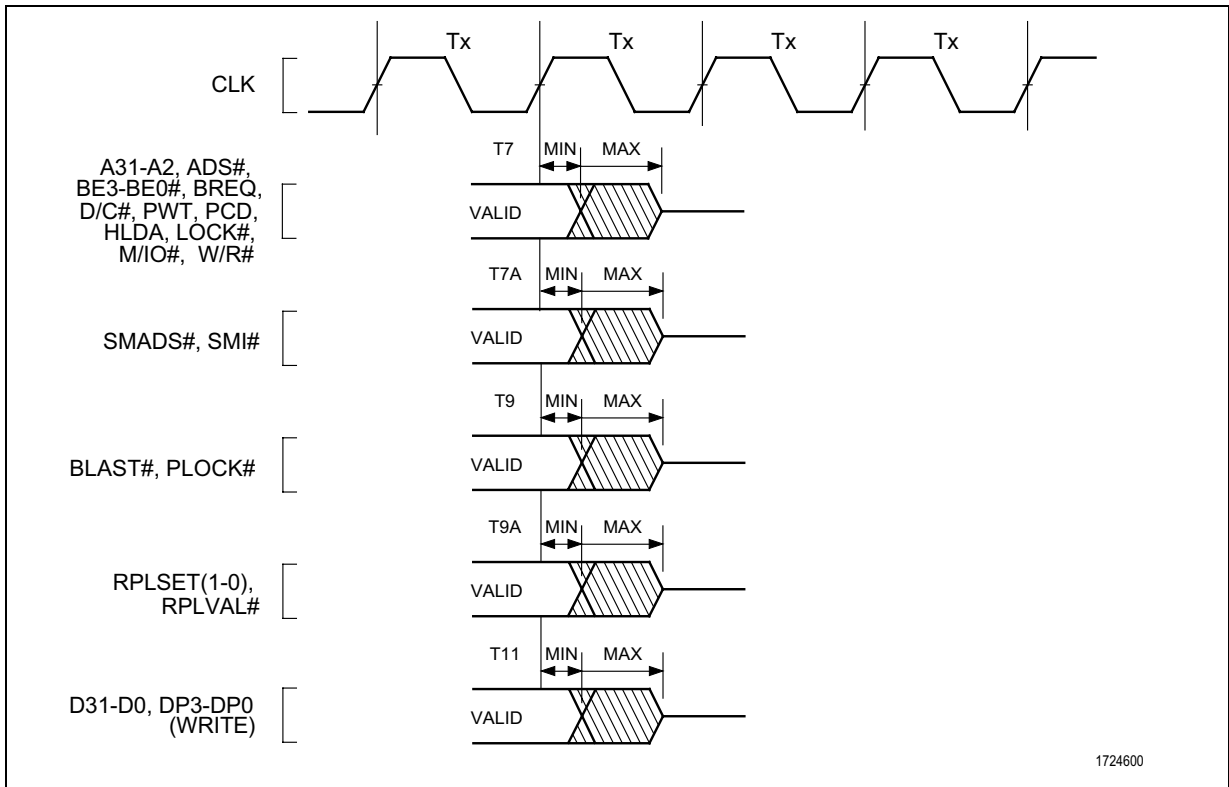 Tx Tx Tx Tx
CLK
T7 MIN MAX
A31-A2, ADS#,
BE3-BE0#, BREQ,
D/C#, PWT, PCD,
HLDA, LOCK#,
M/IO#, W/R#
VALID
T7A MIN MAX
SMADS#, SMI#
VALID
T9 MIN MAX
BLAST#, PLOCK#
VALID
T9A MIN MAX
RPLSET(1-0),
RPLVAL#
VALID
T11 MIN MAX
D31-D0, DP3-DP0
(WRITE)
VALID
1724600